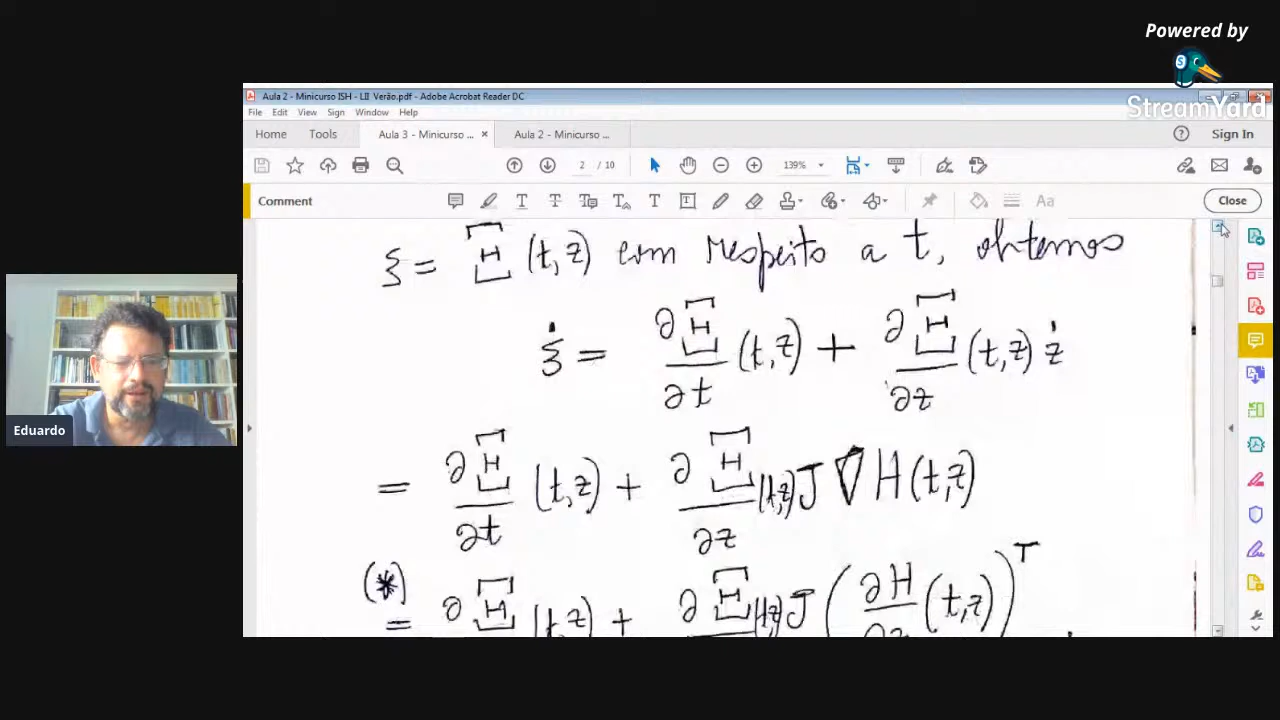 Powered by
StreamYard
Aula 2 - Minicurso ISH - LII Verão.pdf - Adobe Acrobat Reader DC
File Edit View Sign Window Help
Home Tools Aula 3 - Minicurso ... × Aula 2 - Minicurso ... Sign In
2 / 10 139%
Comment Close
ξ = Ξ (t,z) com respeito a t, obtemos
ξ̇ = ∂Ξ/∂t (t,z) + ∂Ξ/∂z (t,z) ż
= ∂Ξ/∂t (t,z) + ∂Ξ/∂z (t,z) J ∇H(t,z)
(*) = ∂Ξ (t,z) + ∂Ξ (t,z) J (∂H/∂z (t,z))ᵀ
Eduardo